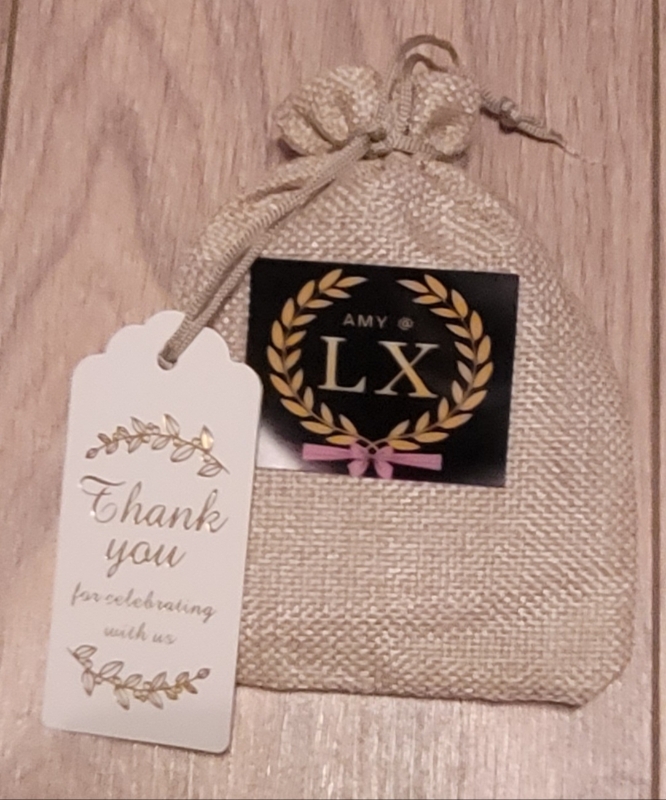 AMY @
LX
Thank
you
for celebrating
with us